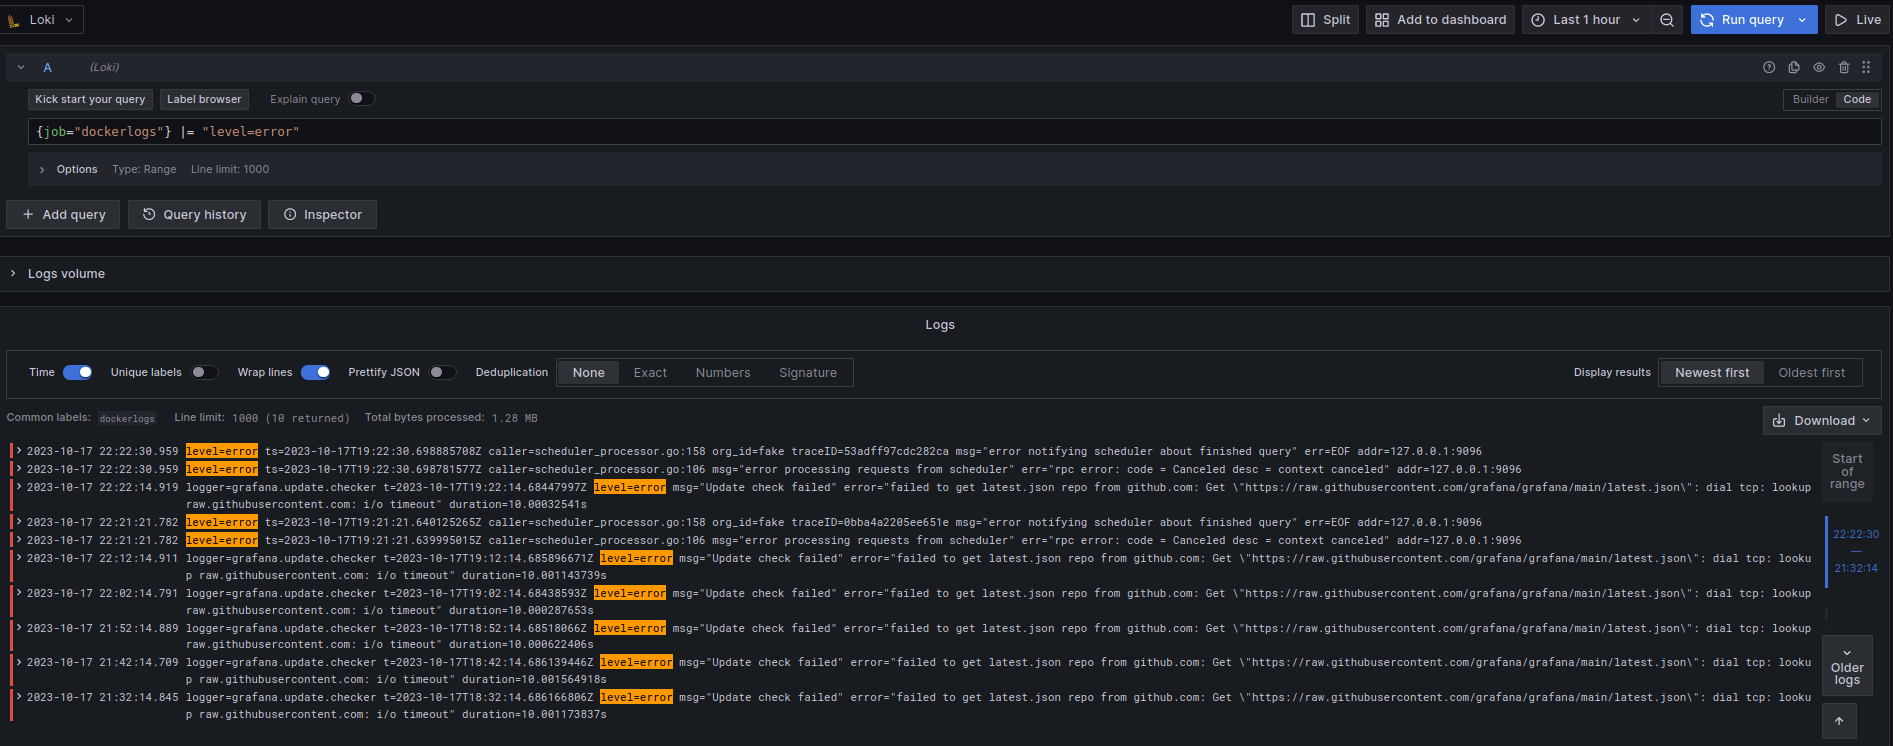 Loki
Split
Add to dashboard
Last 1 hour
Run query
Live
A (Loki)
Kick start your query
Label browser
Explain query
Builder
Code
{job="dockerlogs"} |= "level=error"
Options Type: Range Line limit: 1000
Add query
Query history
Inspector
Logs volume
Logs
Time
Unique labels
Wrap lines
Prettify JSON
Deduplication
None
Exact
Numbers
Signature
Display results
Newest first
Oldest first
Common labels: dockerlogs Line limit: 1000 (10 returned) Total bytes processed: 1.28 MB
Download
2023-10-17 22:22:30.959 level=error ts=2023-10-17T19:22:30.698885708Z caller=scheduler_processor.go:158 org_id=fake traceID=53adff97cdc282ca msg="error notifying scheduler about finished query" err=EOF addr=127.0.0.1:9096
2023-10-17 22:22:30.959 level=error ts=2023-10-17T19:22:30.698781577Z caller=scheduler_processor.go:106 msg="error processing requests from scheduler" err="rpc error: code = Canceled desc = context canceled" addr=127.0.0.1:9096
2023-10-17 22:22:14.919 logger=grafana.update.checker t=2023-10-17T19:22:14.68447997Z level=error msg="Update check failed" error="failed to get latest.json repo from github.com: Get \"https://raw.githubusercontent.com/grafana/grafana/main/latest.json\": dial tcp: lookup
raw.githubusercontent.com: i/o timeout" duration=10.00032541s
2023-10-17 22:21:21.782 level=error ts=2023-10-17T19:21:21.640125265Z caller=scheduler_processor.go:158 org_id=fake traceID=0bba4a2205ee651e msg="error notifying scheduler about finished query" err=EOF addr=127.0.0.1:9096
2023-10-17 22:21:21.782 level=error ts=2023-10-17T19:21:21.639995015Z caller=scheduler_processor.go:106 msg="error processing requests from scheduler" err="rpc error: code = Canceled desc = context canceled" addr=127.0.0.1:9096
2023-10-17 22:12:14.911 logger=grafana.update.checker t=2023-10-17T19:12:14.685896671Z level=error msg="Update check failed" error="failed to get latest.json repo from github.com: Get \"https://raw.githubusercontent.com/grafana/grafana/main/latest.json\": dial tcp: looku
p raw.githubusercontent.com: i/o timeout" duration=10.001143739s
2023-10-17 22:02:14.791 logger=grafana.update.checker t=2023-10-17T19:02:14.68438593Z level=error msg="Update check failed" error="failed to get latest.json repo from github.com: Get \"https://raw.githubusercontent.com/grafana/grafana/main/latest.json\": dial tcp: lookup
raw.githubusercontent.com: i/o timeout" duration=10.000287653s
2023-10-17 21:52:14.889 logger=grafana.update.checker t=2023-10-17T18:52:14.68518066Z level=error msg="Update check failed" error="failed to get latest.json repo from github.com: Get \"https://raw.githubusercontent.com/grafana/grafana/main/latest.json\": dial tcp: lookup
raw.githubusercontent.com: i/o timeout" duration=10.000622406s
2023-10-17 21:42:14.709 logger=grafana.update.checker t=2023-10-17T18:42:14.686139446Z level=error msg="Update check failed" error="failed to get latest.json repo from github.com: Get \"https://raw.githubusercontent.com/grafana/grafana/main/latest.json\": dial tcp: looku
p raw.githubusercontent.com: i/o timeout" duration=10.001564918s
2023-10-17 21:32:14.845 logger=grafana.update.checker t=2023-10-17T18:32:14.686166806Z level=error msg="Update check failed" error="failed to get latest.json repo from github.com: Get \"https://raw.githubusercontent.com/grafana/grafana/main/latest.json\": dial tcp: looku
p raw.githubusercontent.com: i/o timeout" duration=10.001173837s
Start
of
range
22:22:30
—
21:32:14
Older
logs